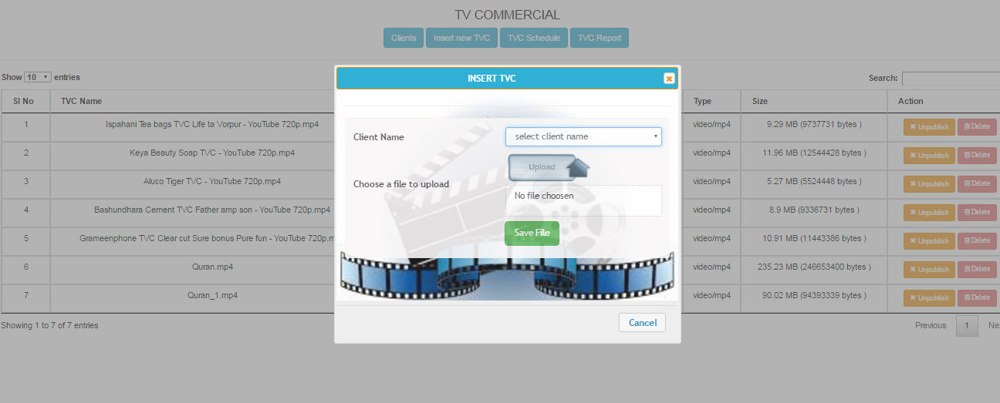 TV COMMERCIAL
Clients Insert new TVC TVC Schedule TVC Report
Show 10 entries Search:
Sl No TVC Name Type Size Action
1 Ispahani Tea bags TVC Life ta Vorpur - YouTube 720p.mp4 video/mp4 9.29 MB (9737731 bytes ) Unpublish Delete
2 Keya Beauty Soap TVC - YouTube 720p.mp4 video/mp4 11.96 MB (12544428 bytes ) Unpublish Delete
3 Aluco Tiger TVC - YouTube 720p.mp4 video/mp4 5.27 MB (5524448 bytes ) Unpublish Delete
4 Bashundhara Cement TVC Father amp son - YouTube 720p.mp4 video/mp4 8.9 MB (9336731 bytes ) Unpublish Delete
5 Grameenphone TVC Clear cut Sure bonus Pure fun - YouTube 720p.m video/mp4 10.91 MB (11443386 bytes ) Unpublish Delete
6 Quran.mp4 video/mp4 235.23 MB (246653400 bytes ) Unpublish Delete
7 Quran_1.mp4 video/mp4 90.02 MB (94393339 bytes ) Unpublish Delete
Showing 1 to 7 of 7 entries Previous 1 Ne
INSERT TVC
Client Name select client name
Upload
Choose a file to upload
No file choosen
Save File
Cancel